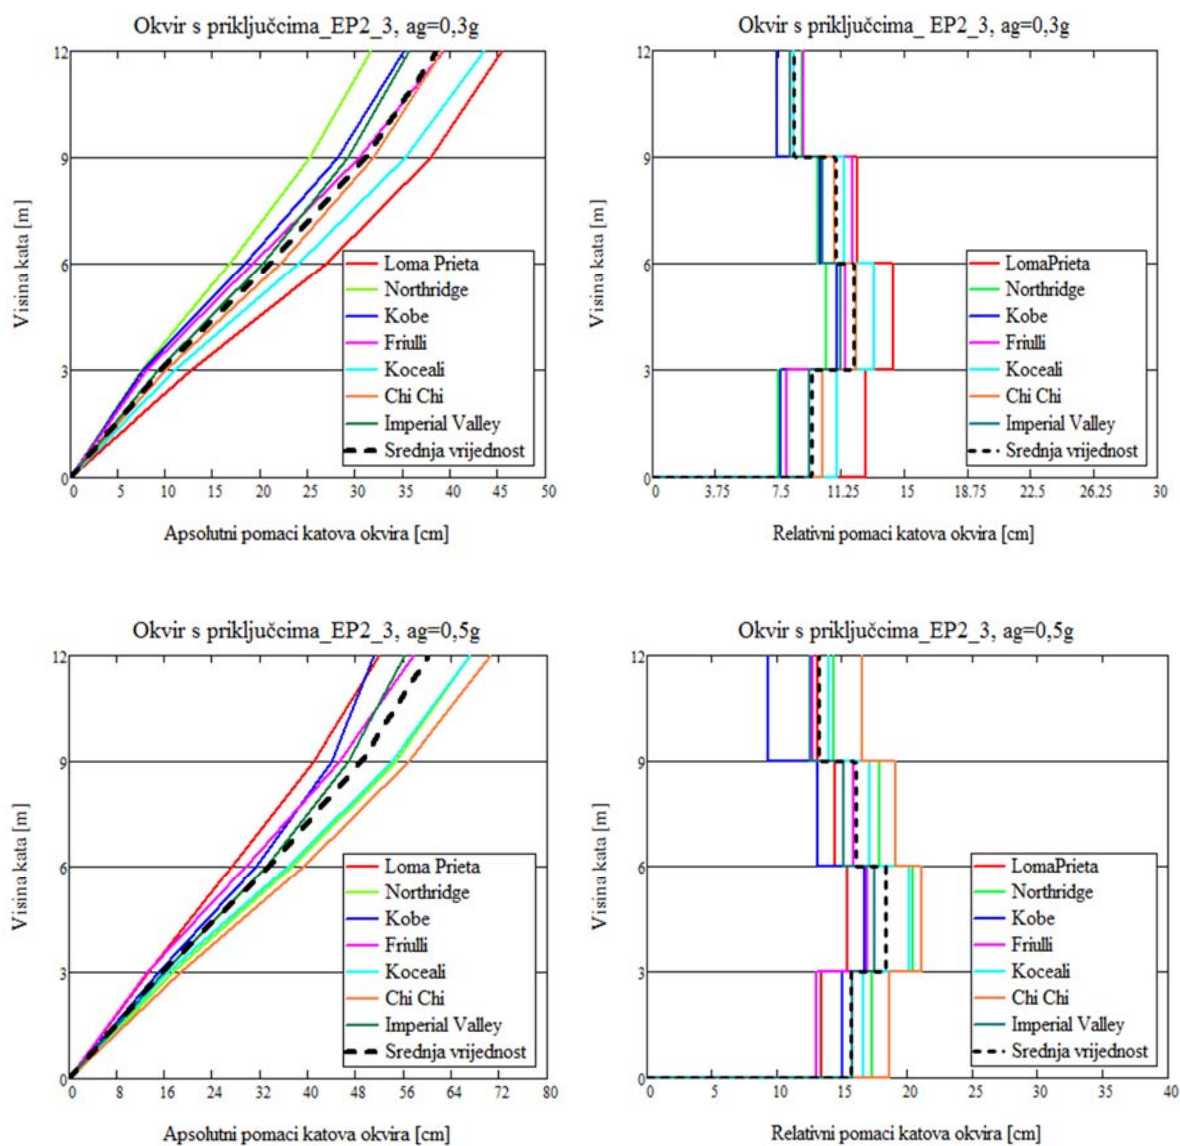 Okvir s priključcima_EP2_3, ag=0,3g
12
9
6
3
0
Visina kata [m]
Loma Prieta
Northridge
Kobe
Friulli
Koceali
Chi Chi
Imperial Valley
Srednja vrijednost
0 5 10 15 20 25 30 35 40 45 50
Apsolutni pomaci katova okvira [cm]
Okvir s priključcima_ EP2_3, ag=0,3g
12
9
6
3
0
Visina kata [m]
LomaPrieta
Northridge
Kobe
Friulli
Koceali
Chi Chi
Imperial Valley
Srednja vrijednost
0 3.75 7.5 11.25 15 18.75 22.5 26.25 30
Relativni pomaci katova okvira [cm]
Okvir s priključcima_EP2_3, ag=0,5g
12
9
6
3
0
Visina kata [m]
Loma Prieta
Northridge
Kobe
Friulli
Koceali
Chi Chi
Imperial Valley
Srednja vrijednost
0 8 16 24 32 40 48 56 64 72 80
Apsolutni pomaci katova okvira [cm]
Okvir s priključcima_EP2_3, ag=0,5g
12
9
6
3
0
Visina kata [m]
LomaPrieta
Northridge
Kobe
Friulli
Koceali
Chi Chi
Imperial Valley
Srednja vrijednost
0 5 10 15 20 25 30 35 40
Relativni pomaci katova okvira [cm]